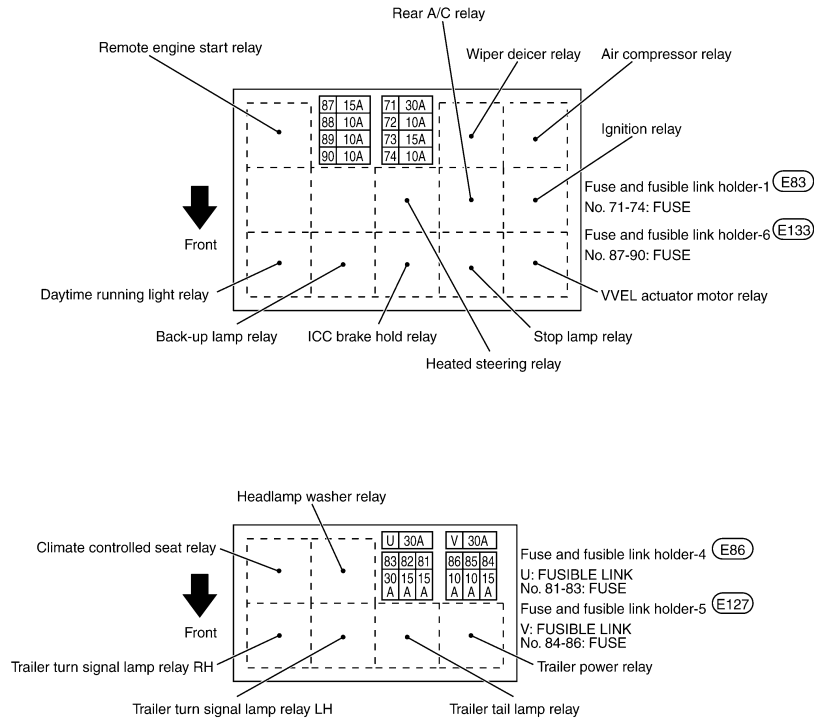 Rear A/C relay
Remote engine start relay
Wiper deicer relay
Air compressor relay
87 15A
88 10A
89 10A
90 10A
71 30A
72 10A
73 15A
74 10A
Ignition relay
Fuse and fusible link holder-1 E83
No. 71-74: FUSE
Fuse and fusible link holder-6 E133
No. 87-90: FUSE
Front
Daytime running light relay
VVEL actuator motor relay
Back-up lamp relay
ICC brake hold relay
Stop lamp relay
Heated steering relay
Headlamp washer relay
Climate controlled seat relay
U 30A
83 82 81
30 15 15
A A A
V 30A
86 85 84
10 10 15
A A A
Fuse and fusible link holder-4 E86
U: FUSIBLE LINK
No. 81-83: FUSE
Fuse and fusible link holder-5 E127
V: FUSIBLE LINK
No. 84-86: FUSE
Front
Trailer turn signal lamp relay RH
Trailer power relay
Trailer turn signal lamp relay LH
Trailer tail lamp relay